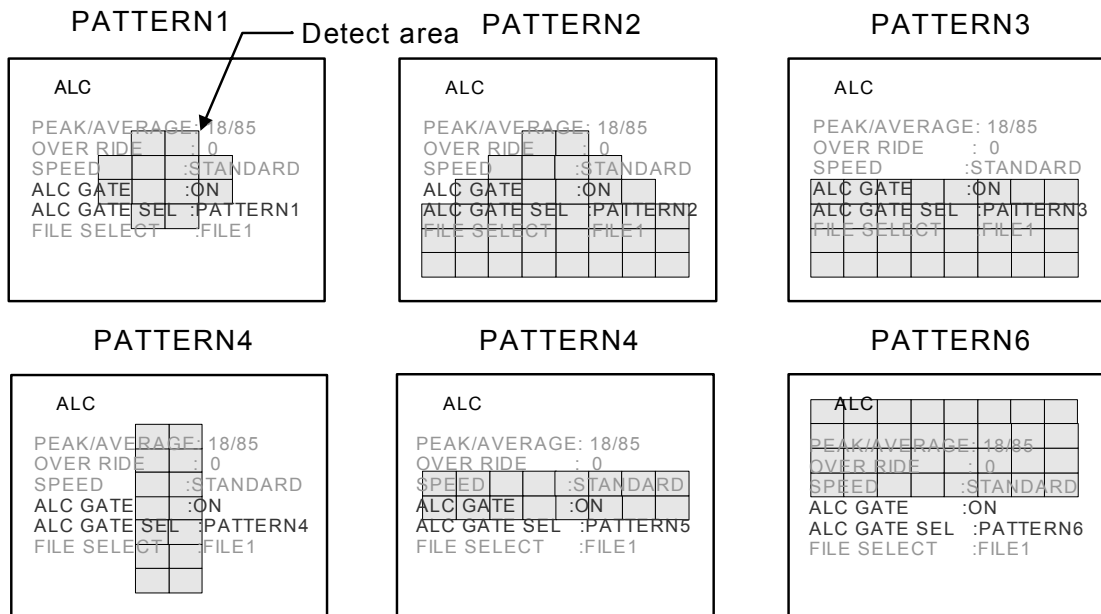 PATTERN1
Detect area
PATTERN2
PATTERN3
ALC
PEAK/AVERAGE: 18/85
OVER RIDE : 0
SPEED :STANDARD
ALC GATE :ON
ALC GATE SEL :PATTERN1
FILE SELECT :FILE1
ALC
PEAK/AVERAGE: 18/85
OVER RIDE : 0
SPEED :STANDARD
ALC GATE :ON
ALC GATE SEL :PATTERN2
FILE SELECT :FILE1
ALC
PEAK/AVERAGE: 18/85
OVER RIDE : 0
SPEED :STANDARD
ALC GATE :ON
ALC GATE SEL :PATTERN3
FILE SELECT :FILE1
PATTERN4
PATTERN4
PATTERN6
ALC
PEAK/AVERAGE: 18/85
OVER RIDE : 0
SPEED :STANDARD
ALC GATE :ON
ALC GATE SEL :PATTERN4
FILE SELECT :FILE1
ALC
PEAK/AVERAGE: 18/85
OVER RIDE : 0
SPEED :STANDARD
ALC GATE :ON
ALC GATE SEL :PATTERN5
FILE SELECT :FILE1
ALC
PEAK/AVERAGE: 18/85
OVER RIDE : 0
SPEED :STANDARD
ALC GATE :ON
ALC GATE SEL :PATTERN6
FILE SELECT :FILE1